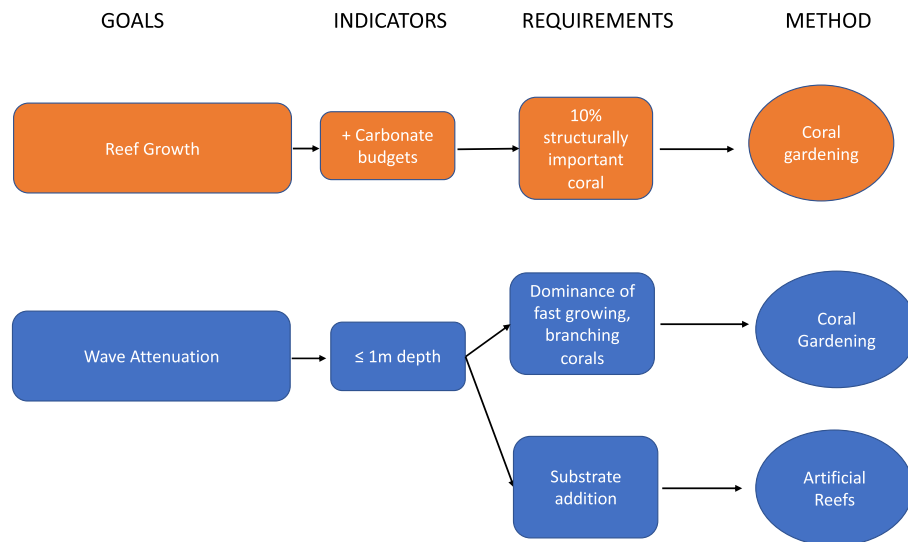 GOALS
INDICATORS
REQUIREMENTS
METHOD
Reef Growth
+ Carbonate
budgets
10%
structurally
important
coral
Coral
gardening
Wave Attenuation
≤ 1m depth
Dominance of
fast growing,
branching
corals
Coral
Gardening
Substrate
addition
Artificial
Reefs